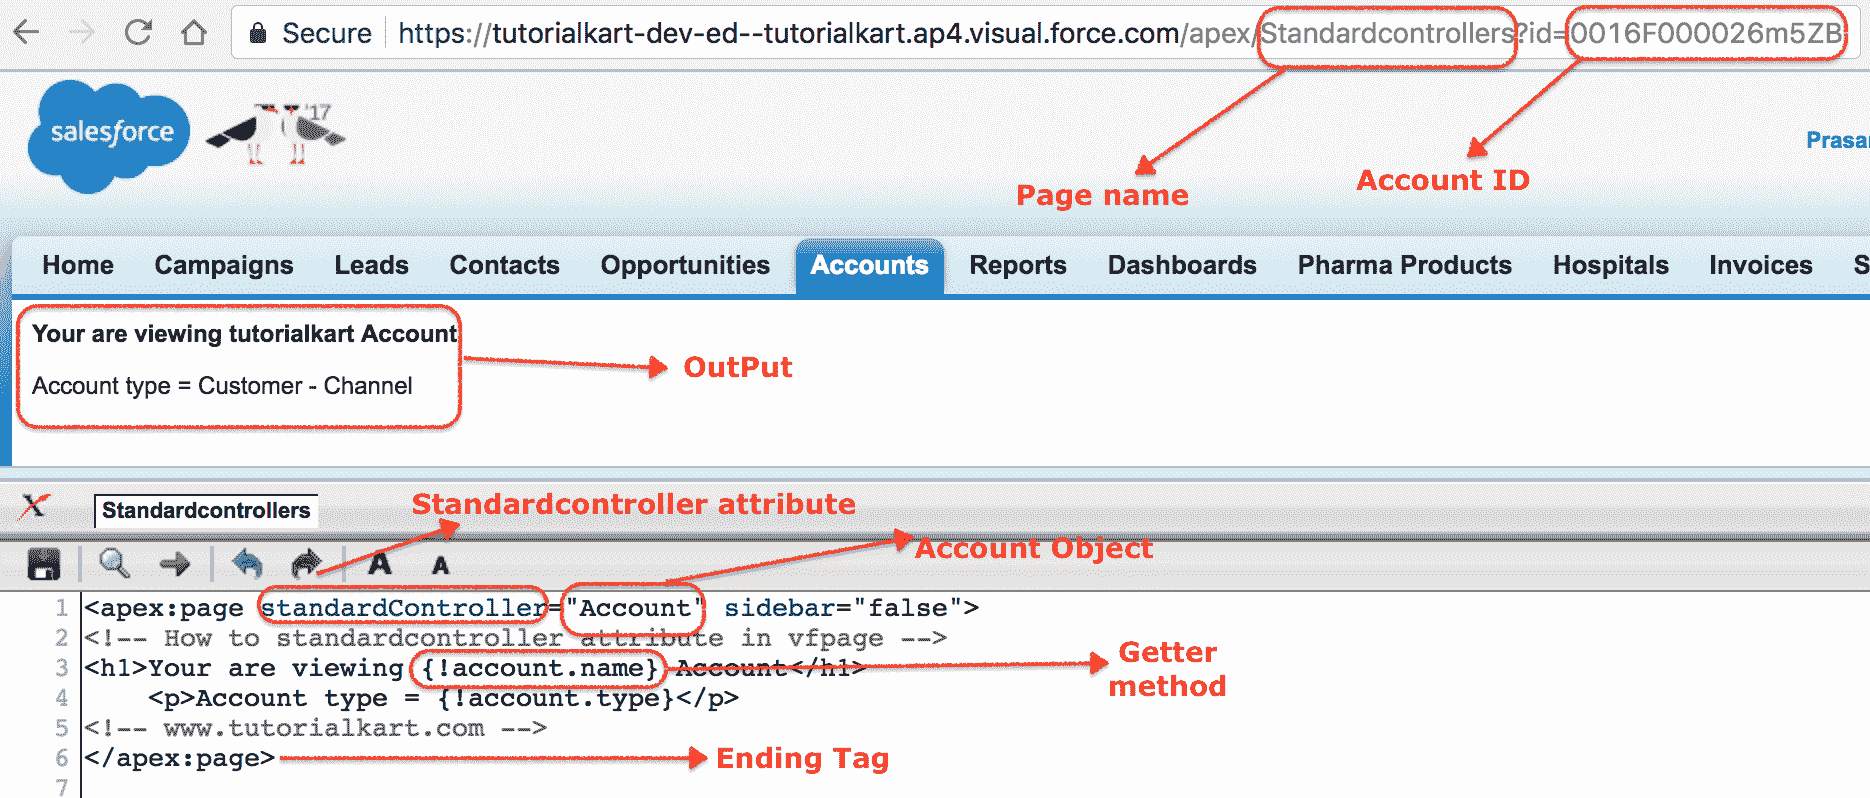 Secure https://tutorialkart-dev-ed--tutorialkart.ap4.visual.force.com/apex/Standardcontrollers?id=0016F000026m5ZB
salesforce
'17
Prasa
Page name
Account ID
Home Campaigns Leads Contacts Opportunities Accounts Reports Dashboards Pharma Products Hospitals Invoices S
Your are viewing tutorialkart Account
OutPut
Account type = Customer - Channel
Standardcontrollers
Standardcontroller attribute
Account Object
A A
1 <apex:page standardController="Account" sidebar="false">
2 <!-- How to standardcontroller attribute in vfpage -->
3 <h1>Your are viewing {!account.name} Account</h1>
Getter
method
4 <p>Account type = {!account.type}</p>
5 <!-- www.tutorialkart.com -->
6 </apex:page>
Ending Tag
7